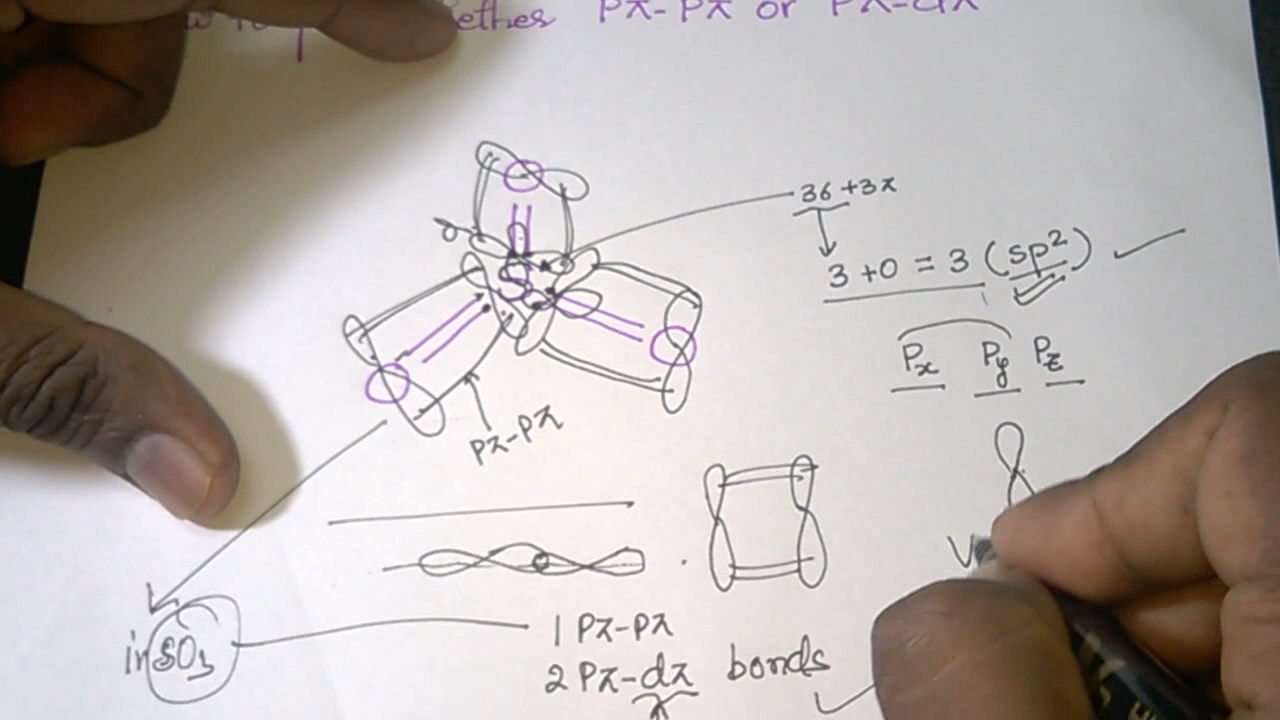 Pπ-Pπ or Pπ-dπ
3σ+3π
3+0 = 3 (sp²)
Px Py Pz
Pπ-Pπ
in SO₃
1 Pπ-Pπ
2 Pπ-dπ bonds